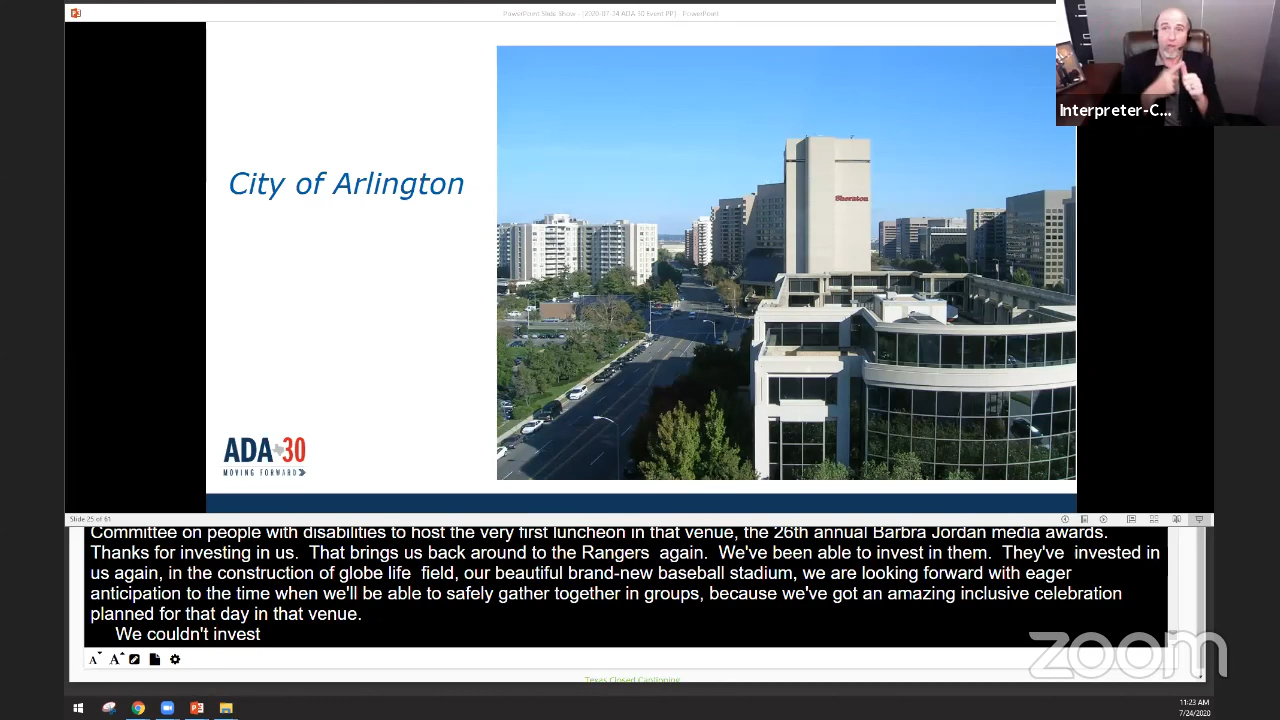 PowerPoint Slide Show - [2020-07-24 ADA 30 Event PP] - PowerPoint
Interpreter-C...
City of Arlington
Sheraton
ADA 30
MOVING FORWARD
Slide 25 of 61
Committee on people with disabilities to host the very first luncheon in that venue, the 26th annual Barbra Jordan media awards.
Thanks for investing in us.  That brings us back around to the Rangers  again.  We've been able to invest in them.  They've  invested in
us again, in the construction of globe life  field, our beautiful brand-new baseball stadium, we are looking forward with eager
anticipation to the time when we'll be able to safely gather together in groups, because we've got an amazing inclusive celebration
planned for that day in that venue.
We couldn't invest
zoom
A A
Texas Closed Captioning
11:23 AM
7/24/2020